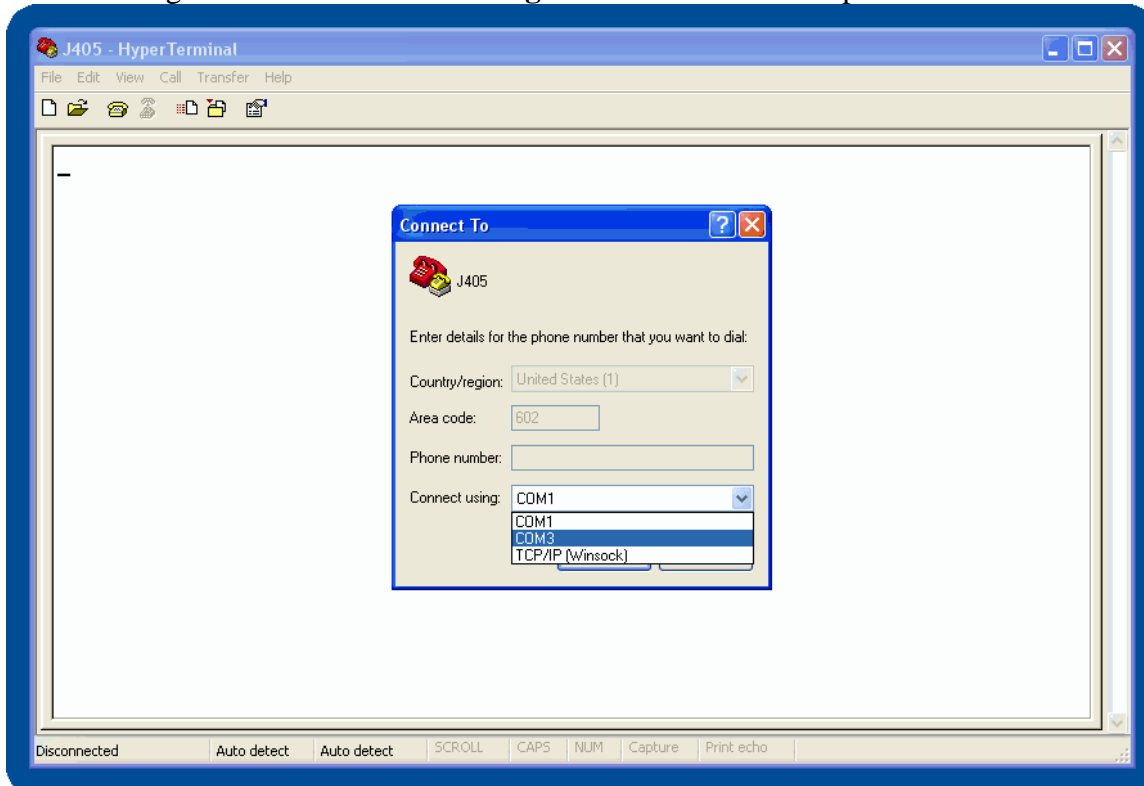 J405 - HyperTerminal
File Edit View Call Transfer Help
Connect To
?
J405
Enter details for the phone number that you want to dial:
Country/region: United States (1)
Area code: 602
Phone number:
Connect using: COM1
COM1
COM3
TCP/IP (Winsock)
Disconnected Auto detect Auto detect SCROLL CAPS NUM Capture Print echo